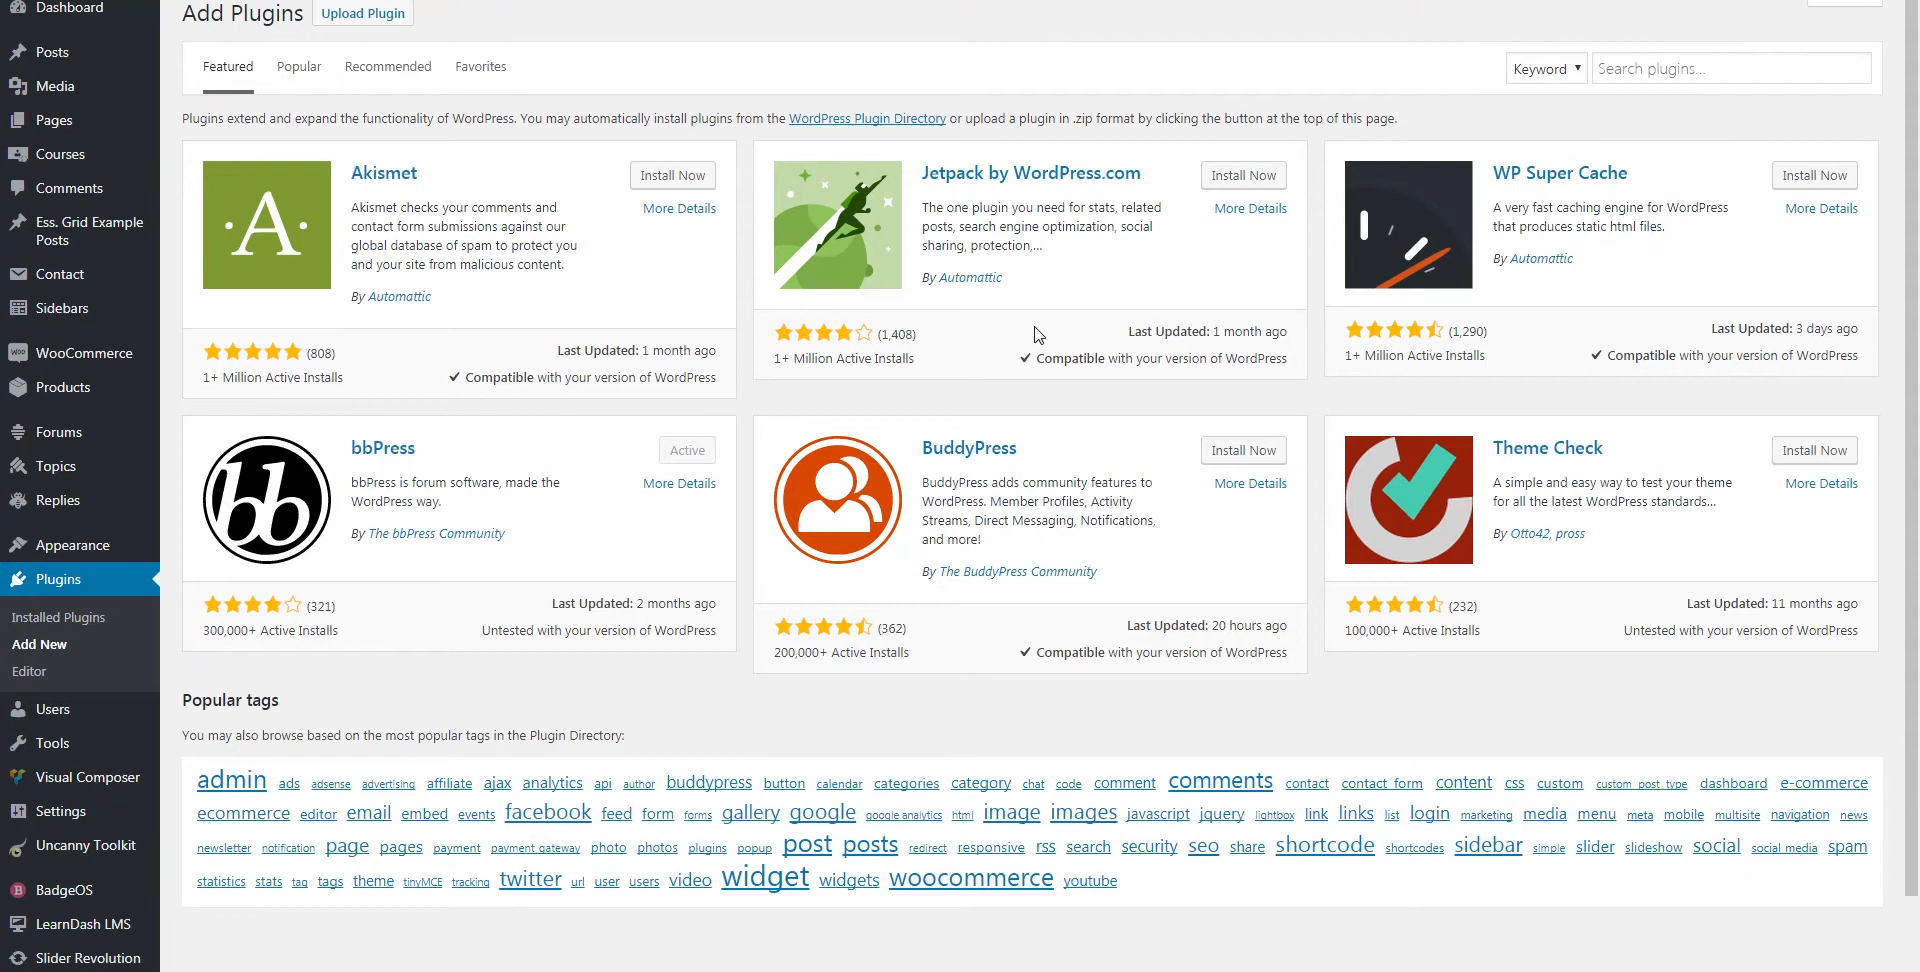 Dashboard
Posts
Media
Pages
Courses
Comments
Ess. Grid Example
Posts
Contact
Sidebars
WooCommerce
Products
Forums
Topics
Replies
Appearance
Plugins
Installed Plugins
Add New
Editor
Users
Tools
Visual Composer
Settings
Uncanny Toolkit
BadgeOS
LearnDash LMS
Slider Revolution
Add Plugins Upload Plugin
Featured Popular Recommended Favorites Keyword Search plugins...
Plugins extend and expand the functionality of WordPress. You may automatically install plugins from the WordPress Plugin Directory or upload a plugin in .zip format by clicking the button at the top of this page.
·A·
Akismet
Install Now
More Details
Akismet checks your comments and
contact form submissions against our
global database of spam to protect you
and your site from malicious content.
By Automattic
(808)
Last Updated: 1 month ago
1+ Million Active Installs
Compatible with your version of WordPress
Jetpack by WordPress.com
Install Now
More Details
The one plugin you need for stats, related
posts, search engine optimization, social
sharing, protection,...
By Automattic
(1,408)
Last Updated: 1 month ago
1+ Million Active Installs
Compatible with your version of WordPress
WP Super Cache
Install Now
More Details
A very fast caching engine for WordPress
that produces static html files.
By Automattic
(1,290)
Last Updated: 3 days ago
1+ Million Active Installs
Compatible with your version of WordPress
bb
bbPress
Active
More Details
bbPress is forum software, made the
WordPress way.
By The bbPress Community
(321)
Last Updated: 2 months ago
300,000+ Active Installs
Untested with your version of WordPress
BuddyPress
Install Now
More Details
BuddyPress adds community features to
WordPress. Member Profiles, Activity
Streams, Direct Messaging, Notifications,
and more!
By The BuddyPress Community
(362)
Last Updated: 20 hours ago
200,000+ Active Installs
Compatible with your version of WordPress
Theme Check
Install Now
More Details
A simple and easy way to test your theme
for all the latest WordPress standards...
By Otto42, pross
(232)
Last Updated: 11 months ago
100,000+ Active Installs
Untested with your version of WordPress
Popular tags
You may also browse based on the most popular tags in the Plugin Directory:
admin ads adsense advertising affiliate ajax analytics api author buddypress button calendar categories category chat code comment comments contact contact form content css custom custom post type dashboard e-commerce
ecommerce editor email embed events facebook feed form forms gallery google google analytics html image images javascript jquery lightbox link links list login marketing media menu meta mobile multisite navigation news
newsletter notification page pages payment payment gateway photo photos plugins popup post posts redirect responsive rss search security seo share shortcode shortcodes sidebar simple slider slideshow social social media spam
statistics stats tag tags theme tinyMCE tracking twitter url user users video widget widgets woocommerce youtube